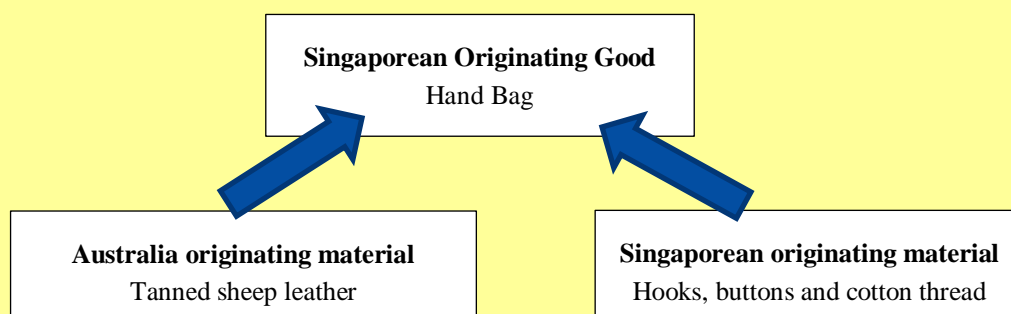 Singaporean Originating Good
Hand Bag
Australia originating material
Tanned sheep leather
Singaporean originating material
Hooks, buttons and cotton thread